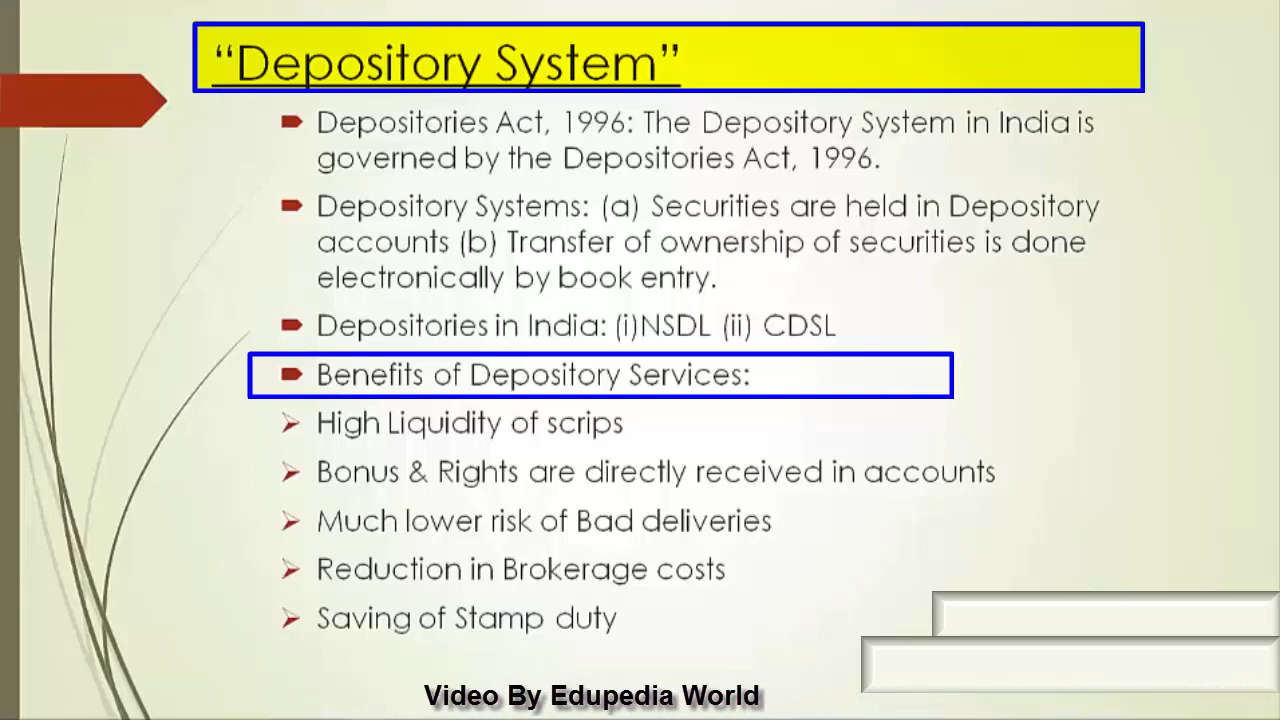 “Depository System”
Depositories Act, 1996: The Depository System in India is
governed by the Depositories Act, 1996.
Depository Systems: (a) Securities are held in Depository
accounts (b) Transfer of ownership of securities is done
electronically by book entry.
Depositories in India: (i)NSDL (ii) CDSL
Benefits of Depository Services:
High Liquidity of scrips
Bonus & Rights are directly received in accounts
Much lower risk of Bad deliveries
Reduction in Brokerage costs
Saving of Stamp duty
Video By Edupedia World